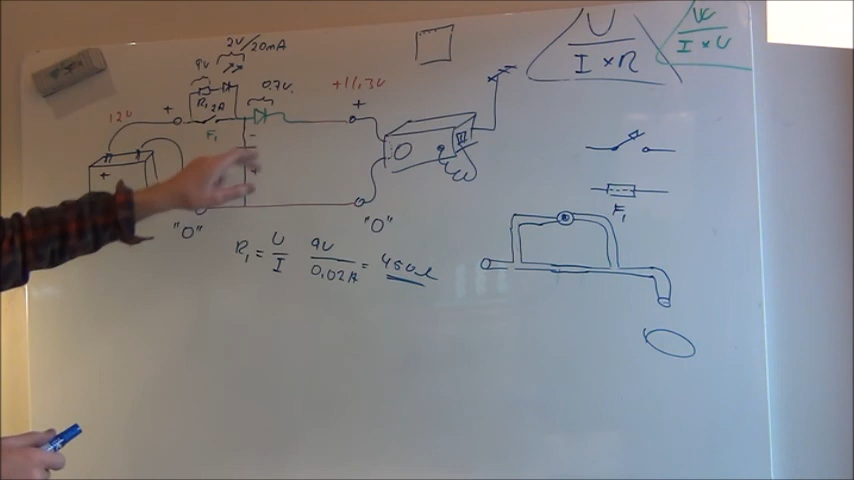 2V/20mA
9V
0.7V.
+11,3V
12V
+
R1
2A
+
F1
-
+
+
"0"
"0"
U
I x R
W
I x U
F1
R1 = U/I 9V/0,02A = 450Ω